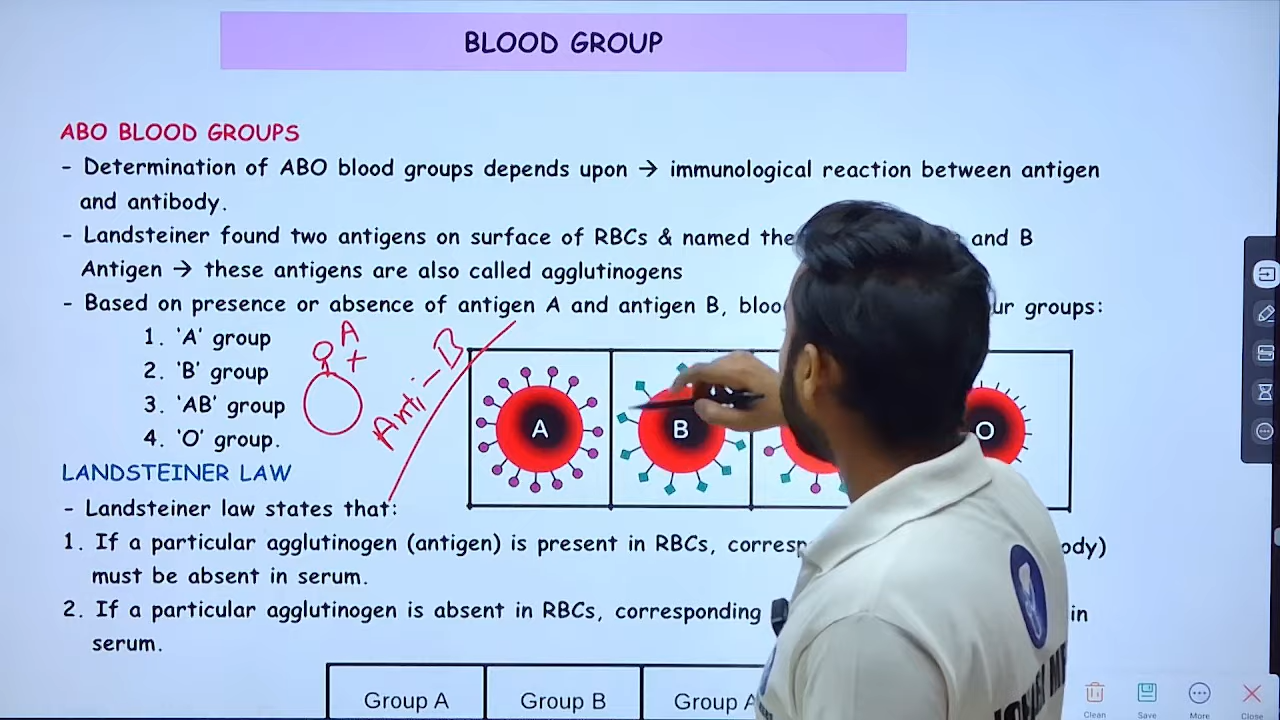 BLOOD GROUP
ABO BLOOD GROUPS
- Determination of ABO blood groups depends upon → immunological reaction between antigen
and antibody.
- Landsteiner found two antigens on surface of RBCs & named the and B
Antigen → these antigens are also called agglutinogens
- Based on presence or absence of antigen A and antigen B, bloo ur groups:
1. 'A' group
2. 'B' group
3. 'AB' group
4. 'O' group.
A
+
Anti-B
A
B
O
LANDSTEINER LAW
- Landsteiner law states that:
1. If a particular agglutinogen (antigen) is present in RBCs, corresp ody)
must be absent in serum.
2. If a particular agglutinogen is absent in RBCs, corresponding in
serum.
Group A
Group B
Group A
Clean
Save
More
Close